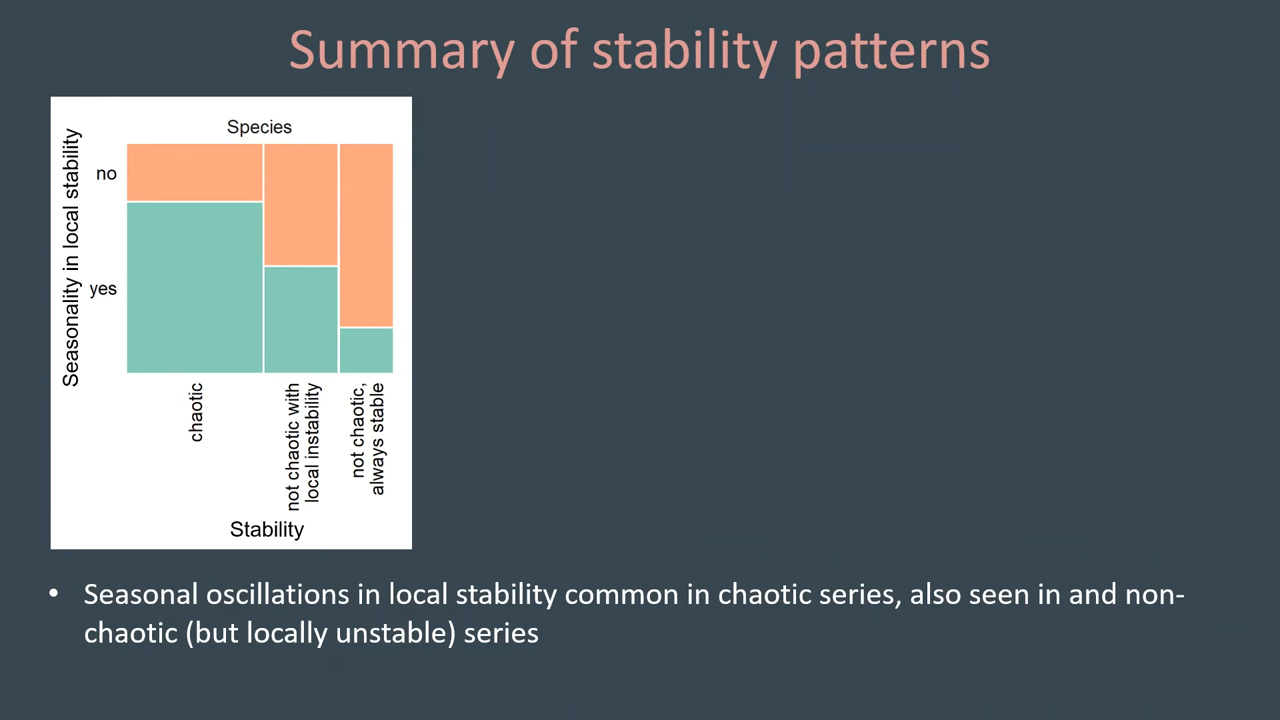 Summary of stability patterns
Species
Seasonality in local stability
no
yes
chaotic
not chaotic with
local instability
not chaotic,
always stable
Stability
• Seasonal oscillations in local stability common in chaotic series, also seen in and non-
chaotic (but locally unstable) series